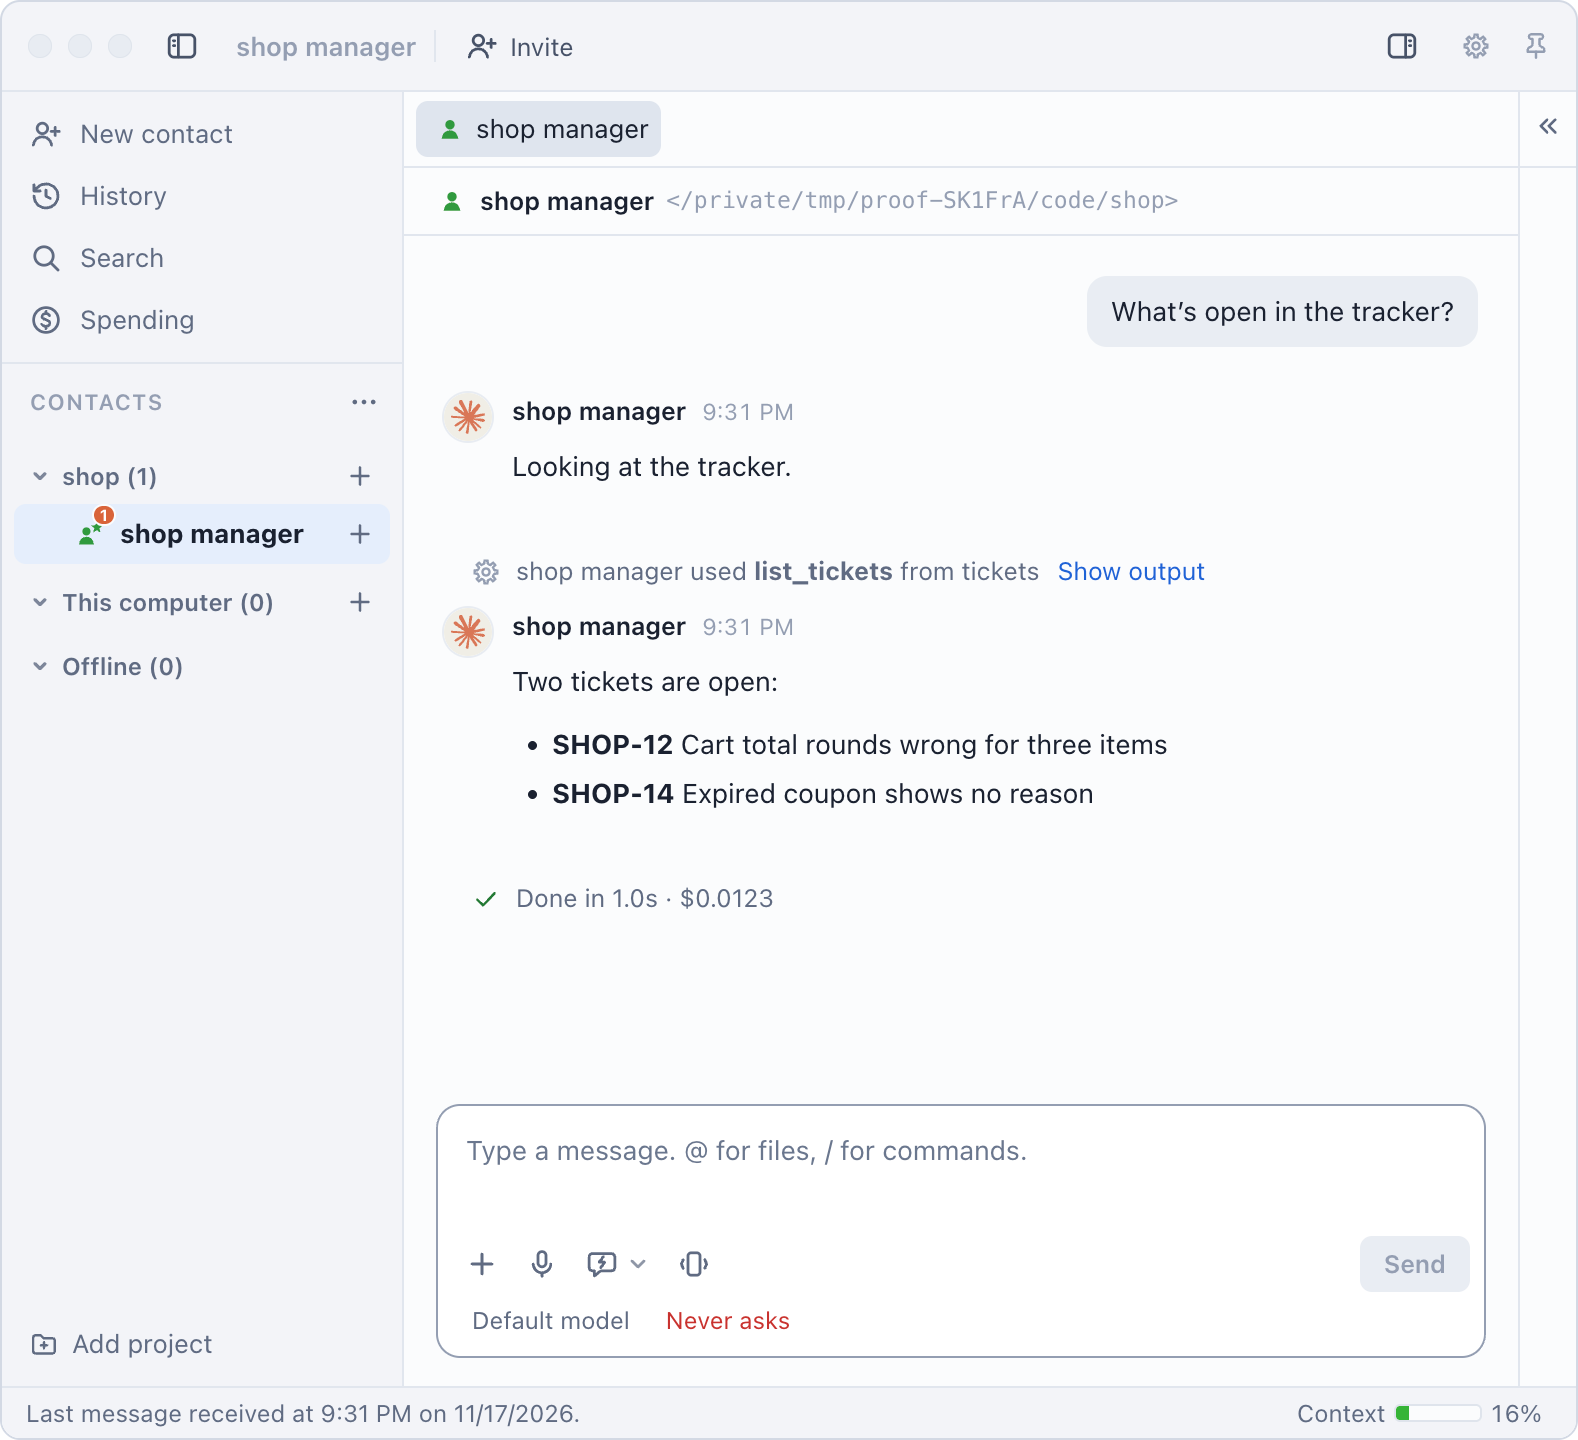 shop manager
Invite
New contact
History
Search
Spending
CONTACTS
shop (1)
1
shop manager
This computer (0)
Offline (0)
Add project
shop manager
shop manager </private/tmp/proof-SK1FrA/code/shop>
What's open in the tracker?
shop manager 9:31 PM
Looking at the tracker.
shop manager used list_tickets from tickets Show output
shop manager 9:31 PM
Two tickets are open:
• SHOP-12 Cart total rounds wrong for three items
• SHOP-14 Expired coupon shows no reason
Done in 1.0s · $0.0123
Type a message. @ for files, / for commands.
Send
Default model Never asks
Last message received at 9:31 PM on 11/17/2026.
Context 16%